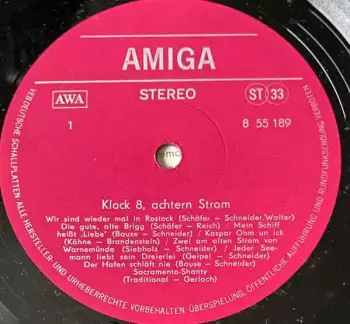 AMIGA
AWA
STEREO
ST 33
1
8 55 189
Klock 8, achtern Strom
Wir sind wieder mal in Rostock (Schäfer – Schneider,Walter)
Die gute, alte Brigg (Schäfer – Reich) / Mein Schiff
heißt „Liebe" (Bause – Schneider) / Kaspar Ohm un ick
(Köhne – Brandenstein) / Zwei am alten Strom von
Warnemünde (Siebholz – Schneider) / Jeder See-
mann liebt sein Dreierlei (Geipel – Schneider)
Der Hafen schläft nie (Bause – Schneider)
Sacramento-Shanty
(Traditional – Gerlach)
VEB DEUTSCHE SCHALLPLATTEN ALLE HERSTELLER- UND URHEBERRECHTE VORBEHALTEN ÜBERSPIELUNG, ÖFFENTLICHE AUFFÜHRUNG UND RUNDFUNKSENDUNG VERBOTEN